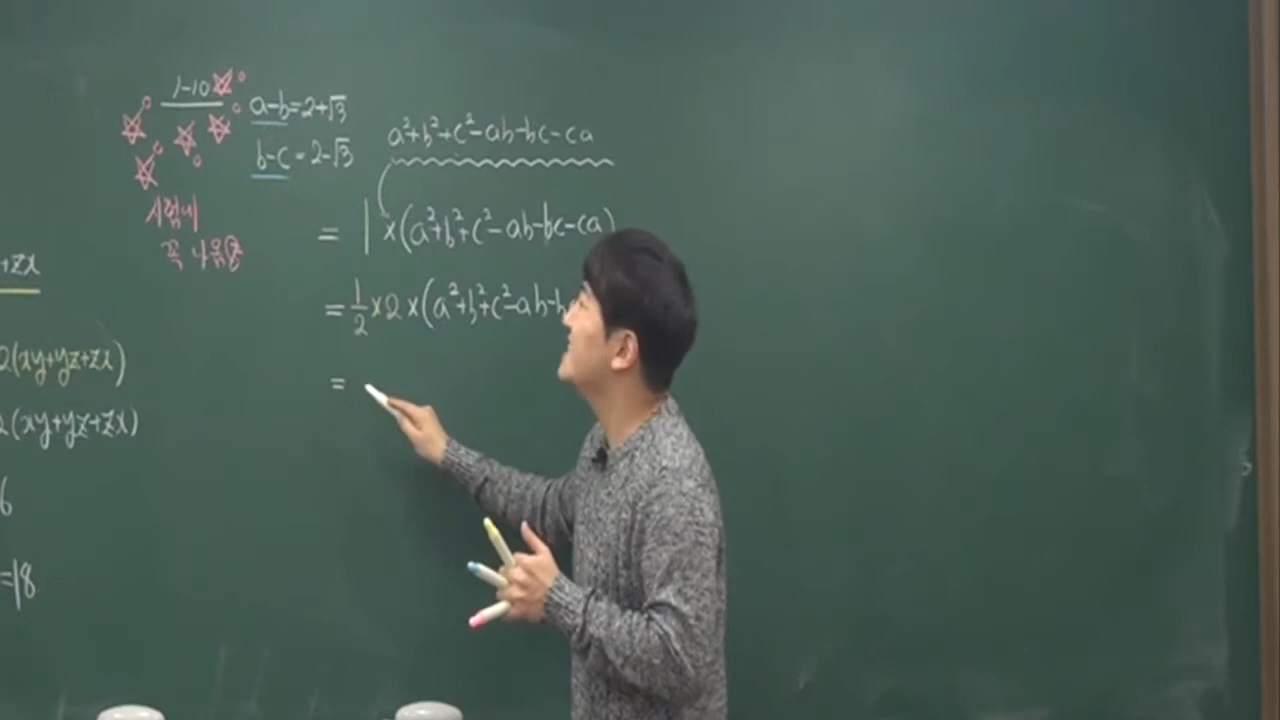 +zx
2(xy+yz+zx)
2(xy+yz+zx)
6
=18
1-10
a-b=2+√3
b-c=2-√3
시험에
꼭 나옴
a²+b²+c²-ab-bc-ca
= 1×(a²+b²+c²-ab-bc-ca)
= 1/2×2×(a²+b²+c²-ab-b
=